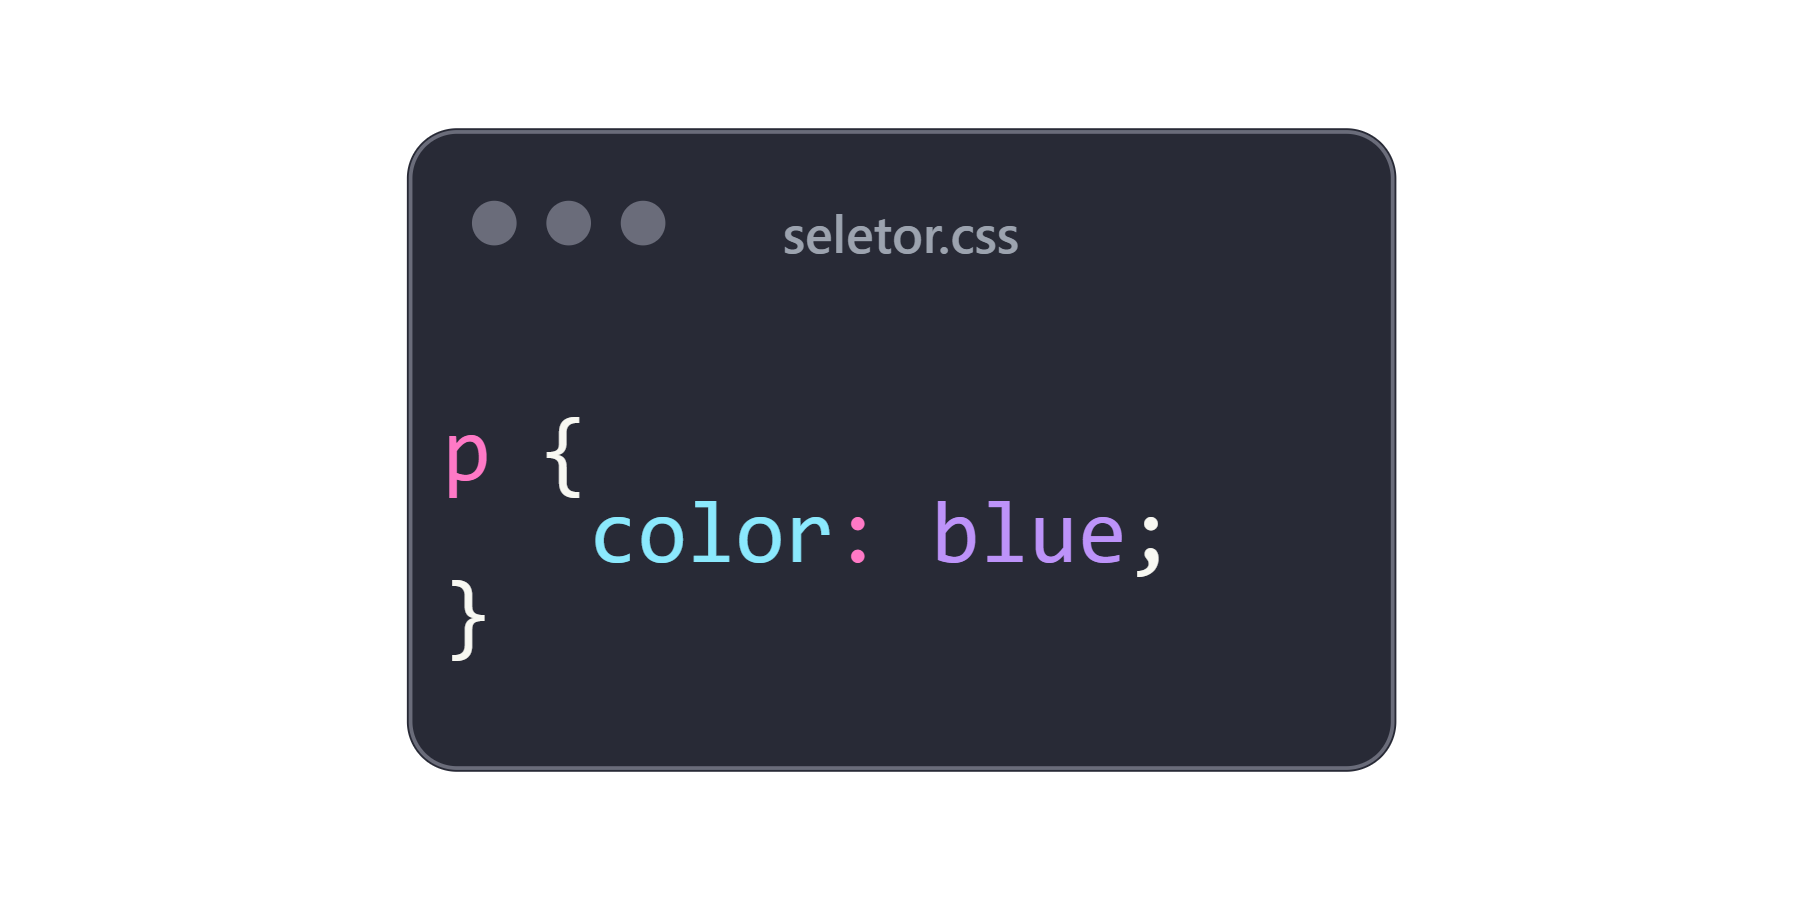 seletor.css
p {
    color: blue;
}